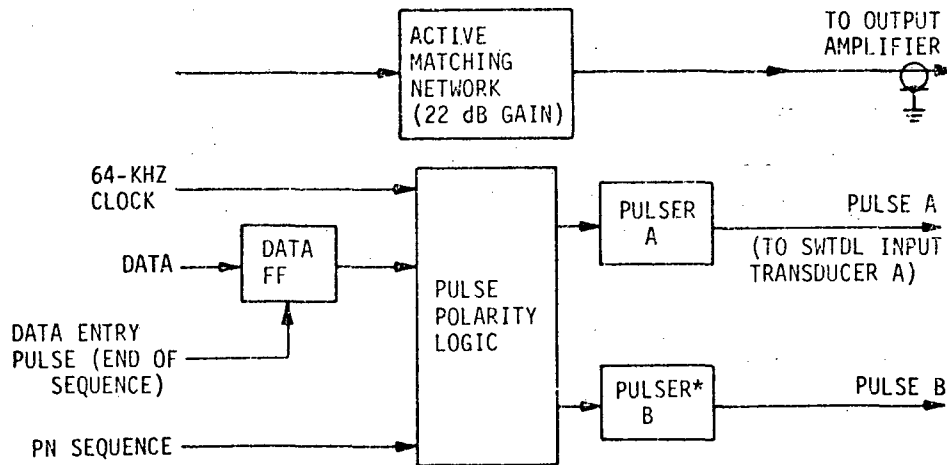 TO OUTPUT
AMPLIFIER
ACTIVE
MATCHING
NETWORK
(22 dB GAIN)
64-KHZ
CLOCK
DATA
DATA
FF
DATA ENTRY
PULSE (END OF
SEQUENCE)
PN SEQUENCE
PULSE
POLARITY
LOGIC
PULSER
A
PULSE A
(TO SWTDL INPUT
TRANSDUCER A)
PULSER*
B
PULSE B